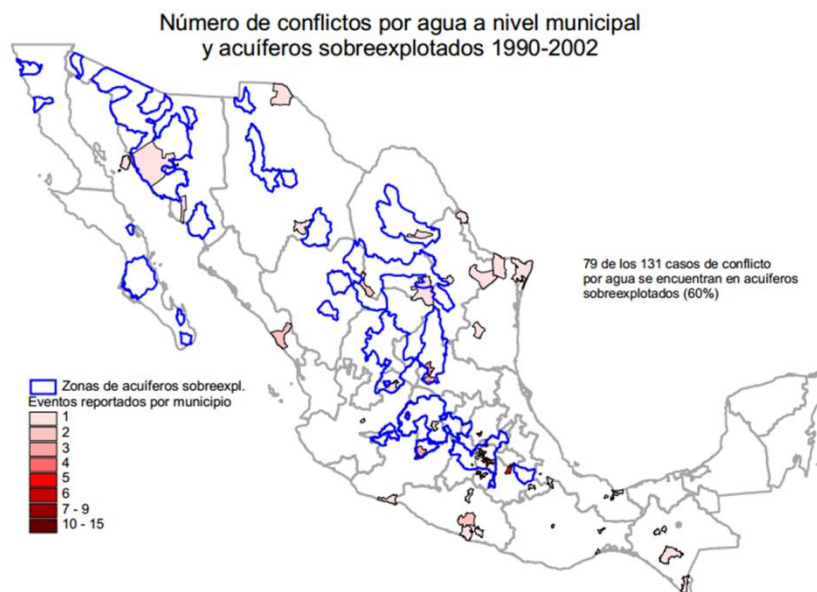 Número de conflictos por agua a nivel municipal
y acuíferos sobreexplotados 1990-2002
79 de los 131 casos de conflicto
por agua se encuentran en acuíferos
sobreexplotados (60%)
Zonas de acuíferos sobreexpl.
Eventos reportados por municipio
1
2
3
4
5
6
7 - 9
10 - 15